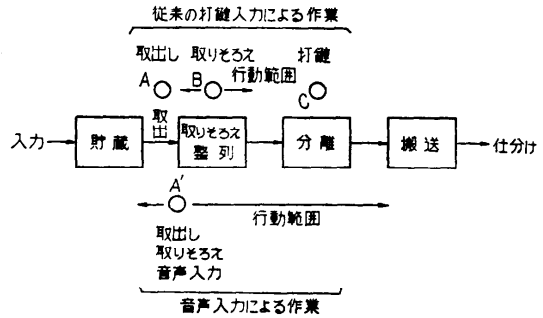 従来の打鍵入力による作業
取出し 取りそろえ 打鍵
A B 行動範囲 C
取出
入力 貯蔵 取りそろえ整列 分離 搬送 仕分け
A′
行動範囲
取出し
取りそろえ
音声入力
音声入力による作業